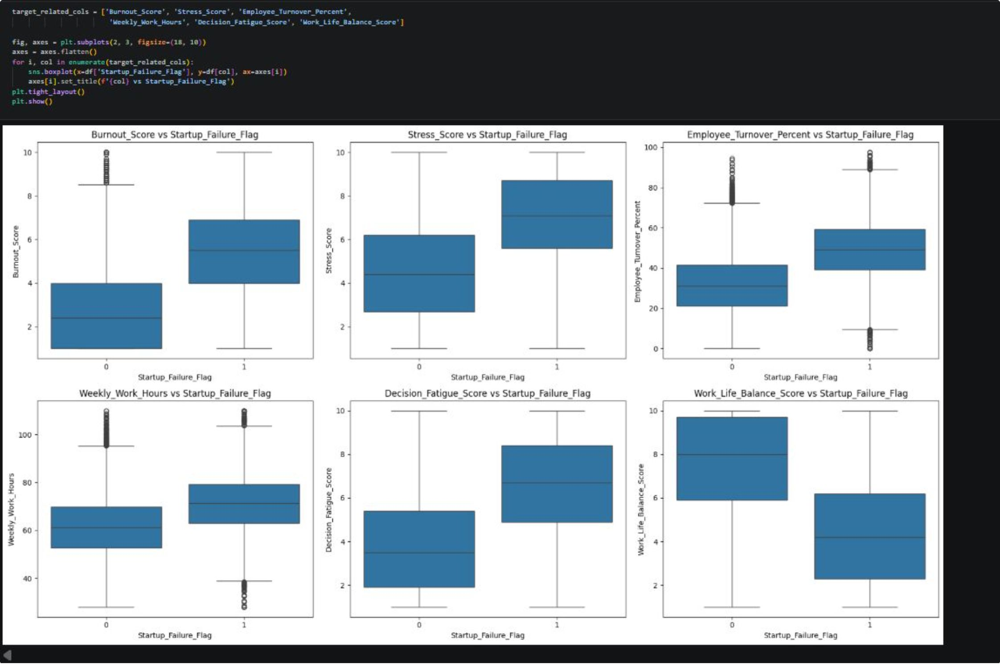 target_related_cols = ['Burnout_Score', 'Stress_Score', 'Employee_Turnover_Percent',
'Weekly_Work_Hours', 'Decision_Fatigue_Score', 'Work_Life_Balance_Score']
fig, axes = plt.subplots(2, 3, figsize=(18, 10))
axes = axes.flatten()
for i, col in enumerate(target_related_cols):
sns.boxplot(x=df['Startup_Failure_Flag'], y=df[col], ax=axes[i])
axes[i].set_title(f'{col} vs Startup_Failure_Flag')
plt.tight_layout()
plt.show()
Burnout_Score vs Startup_Failure_Flag
Burnout_Score
10
8
6
4
2
0 1
Startup_Failure_Flag
Stress_Score vs Startup_Failure_Flag
Stress_Score
10
8
6
4
2
0 1
Startup_Failure_Flag
Employee_Turnover_Percent vs Startup_Failure_Flag
Employee_Turnover_Percent
100
80
60
40
20
0
0 1
Startup_Failure_Flag
Weekly_Work_Hours vs Startup_Failure_Flag
Weekly_Work_Hours
100
80
60
40
0 1
Startup_Failure_Flag
Decision_Fatigue_Score vs Startup_Failure_Flag
Decision_Fatigue_Score
10
8
6
4
2
0 1
Startup_Failure_Flag
Work_Life_Balance_Score vs Startup_Failure_Flag
Work_Life_Balance_Score
10
8
6
4
2
0 1
Startup_Failure_Flag